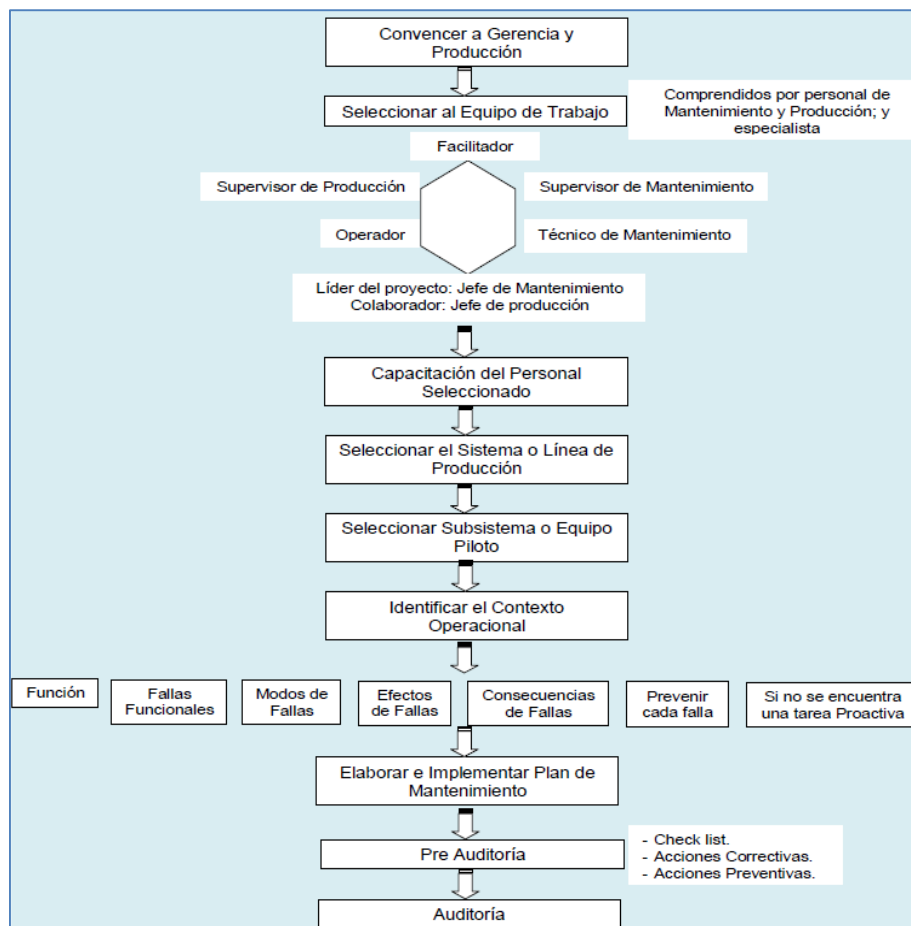 Convencer a Gerencia y
Producción
Seleccionar al Equipo de Trabajo
Comprendidos por personal de
Mantenimiento y Producción; y
especialista
Facilitador
Supervisor de Producción
Supervisor de Mantenimiento
Operador
Técnico de Mantenimiento
Líder del proyecto: Jefe de Mantenimiento
Colaborador: Jefe de producción
Capacitación del Personal
Seleccionado
Seleccionar el Sistema o Línea de
Producción
Seleccionar Subsistema o Equipo
Piloto
Identificar el Contexto
Operacional
Función
Fallas
Funcionales
Modos de
Fallas
Efectos
de Fallas
Consecuencias
de Fallas
Prevenir
cada falla
Si no se encuentra
una tarea Proactiva
Elaborar e Implementar Plan de
Mantenimiento
Pre Auditoría
- Check list.
- Acciones Correctivas.
- Acciones Preventivas.
Auditoría